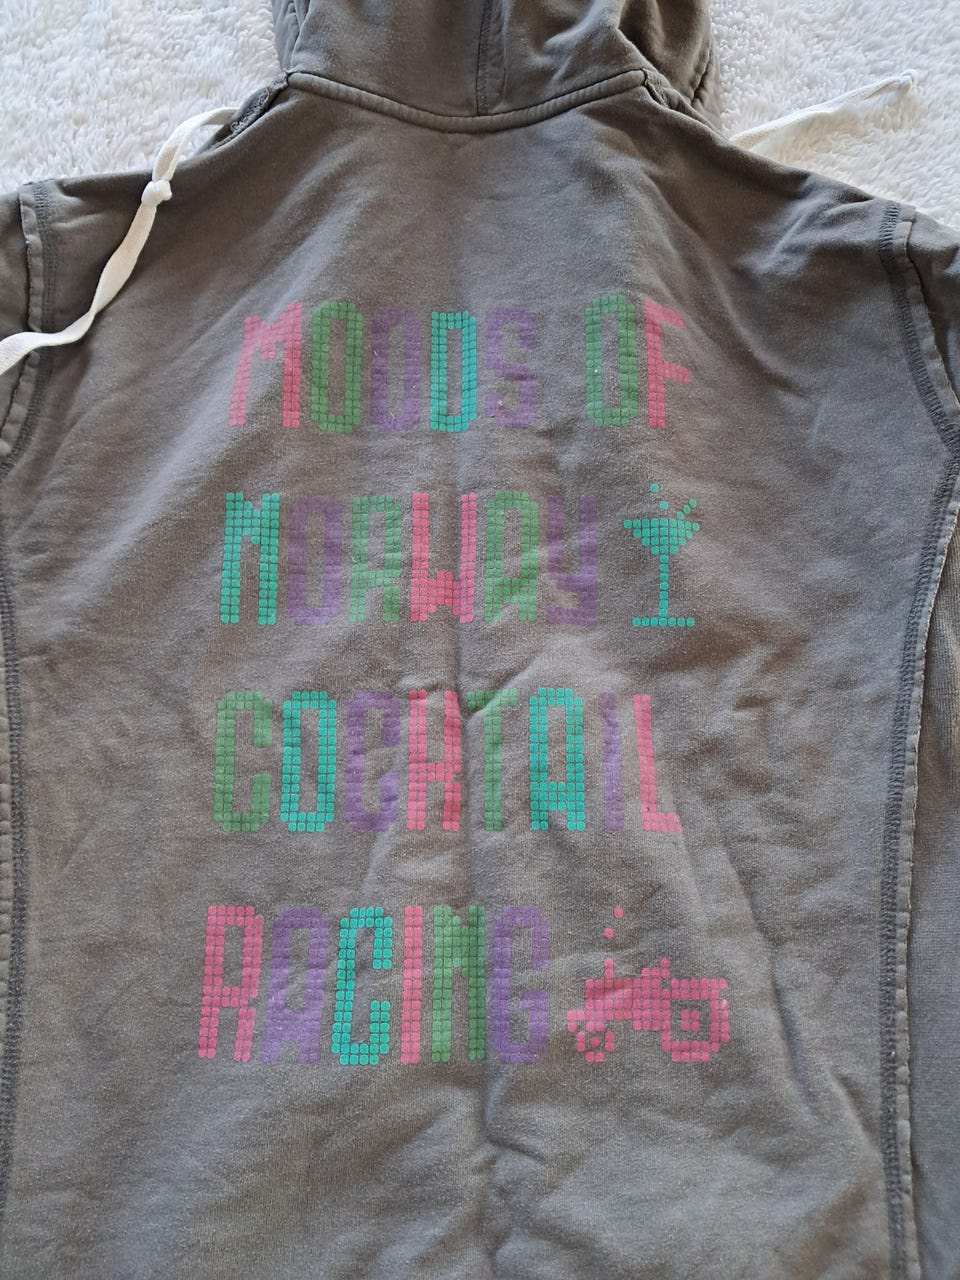 MOODS OF
NORWAY
COCKTAIL
RACING